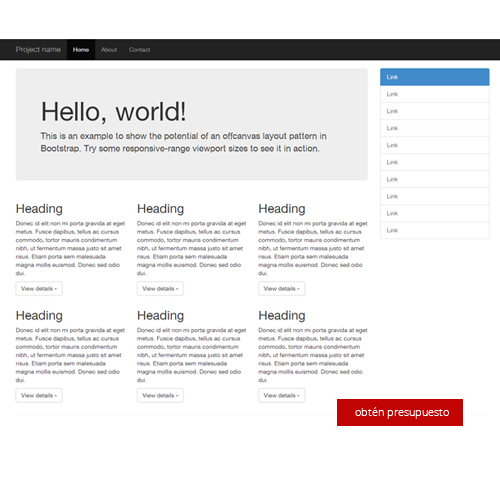 Project name Home About Contact
Hello, world!
This is an example to show the potential of an offcanvas layout pattern in
Bootstrap. Try some responsive-range viewport sizes to see it in action.
Link
Link
Link
Link
Link
Link
Link
Link
Link
Link
Heading
Donec id elit non mi porta gravida at eget
metus. Fusce dapibus, tellus ac cursus
commodo, tortor mauris condimentum
nibh, ut fermentum massa justo sit amet
risus. Etiam porta sem malesuada
magna mollis euismod. Donec sed odio
dui.
View details »
Heading
Donec id elit non mi porta gravida at eget
metus. Fusce dapibus, tellus ac cursus
commodo, tortor mauris condimentum
nibh, ut fermentum massa justo sit amet
risus. Etiam porta sem malesuada
magna mollis euismod. Donec sed odio
dui.
View details »
Heading
Donec id elit non mi porta gravida at eget
metus. Fusce dapibus, tellus ac cursus
commodo, tortor mauris condimentum
nibh, ut fermentum massa justo sit amet
risus. Etiam porta sem malesuada
magna mollis euismod. Donec sed odio
dui.
View details »
Heading
Donec id elit non mi porta gravida at eget
metus. Fusce dapibus, tellus ac cursus
commodo, tortor mauris condimentum
nibh, ut fermentum massa justo sit amet
risus. Etiam porta sem malesuada
magna mollis euismod. Donec sed odio
dui.
View details »
Heading
Donec id elit non mi porta gravida at eget
metus. Fusce dapibus, tellus ac cursus
commodo, tortor mauris condimentum
nibh, ut fermentum massa justo sit amet
risus. Etiam porta sem malesuada
magna mollis euismod. Donec sed odio
dui.
View details »
Heading
Donec id elit non mi porta gravida at eget
metus. Fusce dapibus, tellus ac cursus
commodo, tortor mauris condimentum
nibh, ut fermentum massa justo sit amet
risus. Etiam porta sem malesuada
magna mollis euismod. Donec sed odio
dui.
View details »
obtén presupuesto